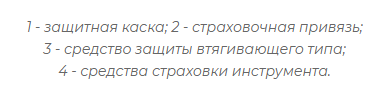 1 - защитная каска; 2 - страховочная привязь;
3 - средство защиты втягивающего типа;
4 - средства страховки инструмента.